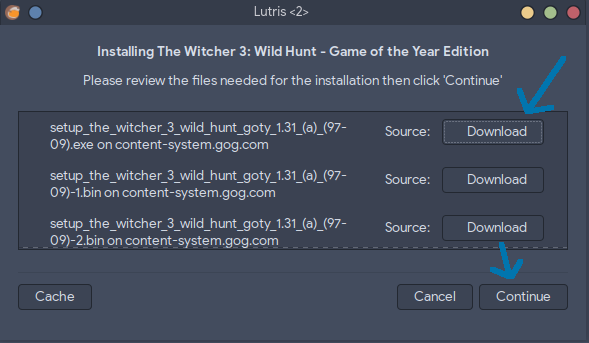 Lutris <2>
Installing The Witcher 3: Wild Hunt - Game of the Year Edition
Please review the files needed for the installation then click 'Continue'
setup_the_witcher_3_wild_hunt_goty_1.31_(a)_(97-
09).exe on content-system.gog.com
Source:
Download
setup_the_witcher_3_wild_hunt_goty_1.31_(a)_(97-
09)-1.bin on content-system.gog.com
Source:
Download
setup_the_witcher_3_wild_hunt_goty_1.31_(a)_(97-
09)-2.bin on content-system.gog.com
Source:
Download
Cache
Cancel
Continue